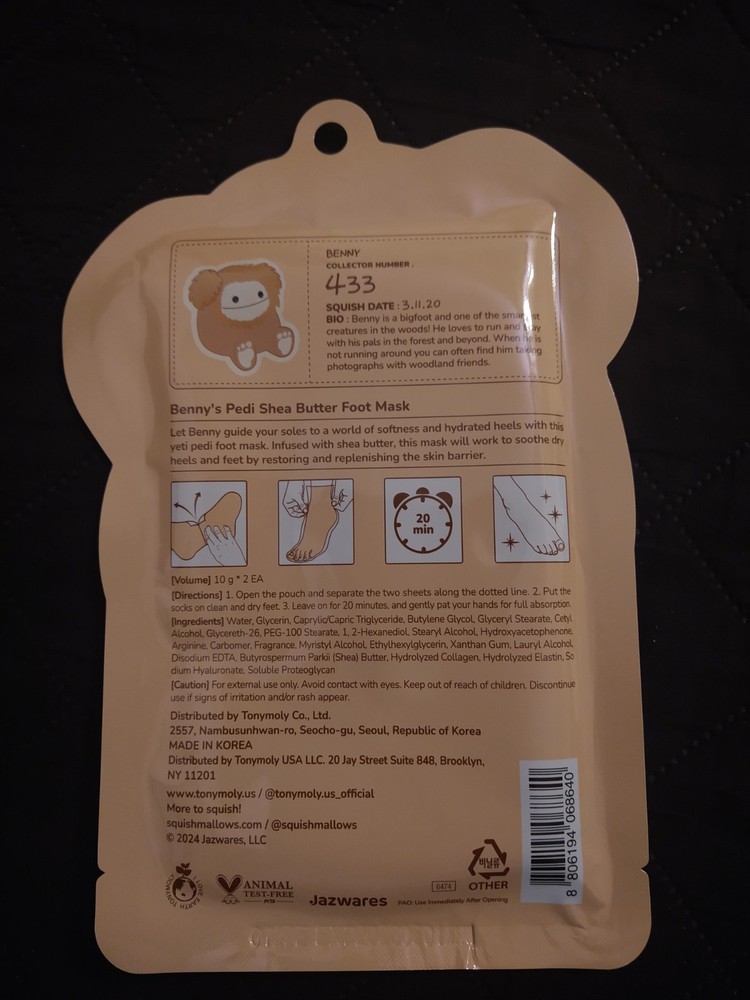 BENNY
COLLECTOR NUMBER .
433
SQUISH DATE : 3.11.20
BIO : Benny is a bigfoot and one of the smartest
creatures in the woods! He loves to run and play
with his pals in the forest and beyond. When he is
not running around you can often find him taking
photographs with woodland friends.
Benny's Pedi Shea Butter Foot Mask
Let Benny guide your soles to a world of softness and hydrated heels with this
yeti pedi foot mask. Infused with shea butter, this mask will work to soothe dry
heels and feet by restoring and replenishing the skin barrier.
20
min
[Volume] 10 g * 2 EA
[Directions] 1. Open the pouch and separate the two sheets along the dotted line. 2. Put the
socks on clean and dry feet. 3. Leave on for 20 minutes, and gently pat your hands for full absorption.
[Ingredients] Water, Glycerin, Caprylic/Capric Triglyceride, Butylene Glycol, Glyceryl Stearate, Cetyl
Alcohol, Glycereth-26, PEG-100 Stearate, 1, 2-Hexanediol, Stearyl Alcohol, Hydroxyacetophenone,
Arginine, Carbomer, Fragrance, Myristyl Alcohol, Ethylhexylglycerin, Xanthan Gum, Lauryl Alcohol,
Disodium EDTA, Butyrospermum Parkii (Shea) Butter, Hydrolyzed Collagen, Hydrolyzed Elastin, So
dium Hyaluronate, Soluble Proteoglycan
[Caution] For external use only. Avoid contact with eyes. Keep out of reach of children. Discontinue
use if signs of irritation and/or rash appear.
Distributed by Tonymoly Co., Ltd.
2557, Nambusunhwan-ro, Seocho-gu, Seoul, Republic of Korea
MADE IN KOREA
Distributed by Tonymoly USA LLC. 20 Jay Street Suite 848, Brooklyn,
NY 11201
www.tonymoly.us / @tonymoly.us_official
More to squish!
squishmallows.com / @squishmallows
© 2024 Jazwares, LLC
I LOVE EARTH TONYMOLY
ANIMAL
TEST-FREE
PETA
Jazwares
0474
PAO: Use Immediately After Opening
비닐류
OTHER
8 806194 068640